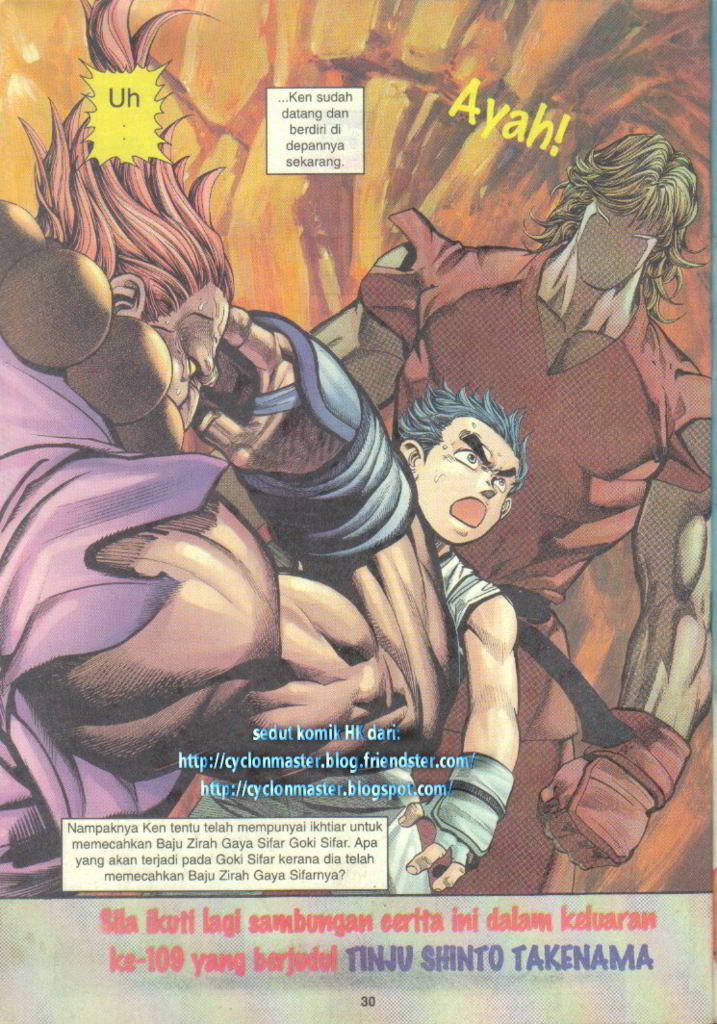 Uh
:
...Ken sudah
datang dan
berdiri di
depannya
sekarang.
Ayah!
sedut komik HK dari:
http://cyclonmaster.blog.friendster.com/
http://cyclonmaster.blogspot.com/
Nampaknya Ken tentu telah mempunyai ikhtiar untuk
memecahkan Baju Zirah Gaya Sifar Goki Sifar. Apa
yang akan terjadi pada Goki Sifar kerana dia telah
memecahkan Baju Zirah Gaya Sifarnya?
Sila ikuti lagi sambungan cerita ini dalam keluaran
ke-109 yang berjudul TINJU SHINTO TAKENAMA
30